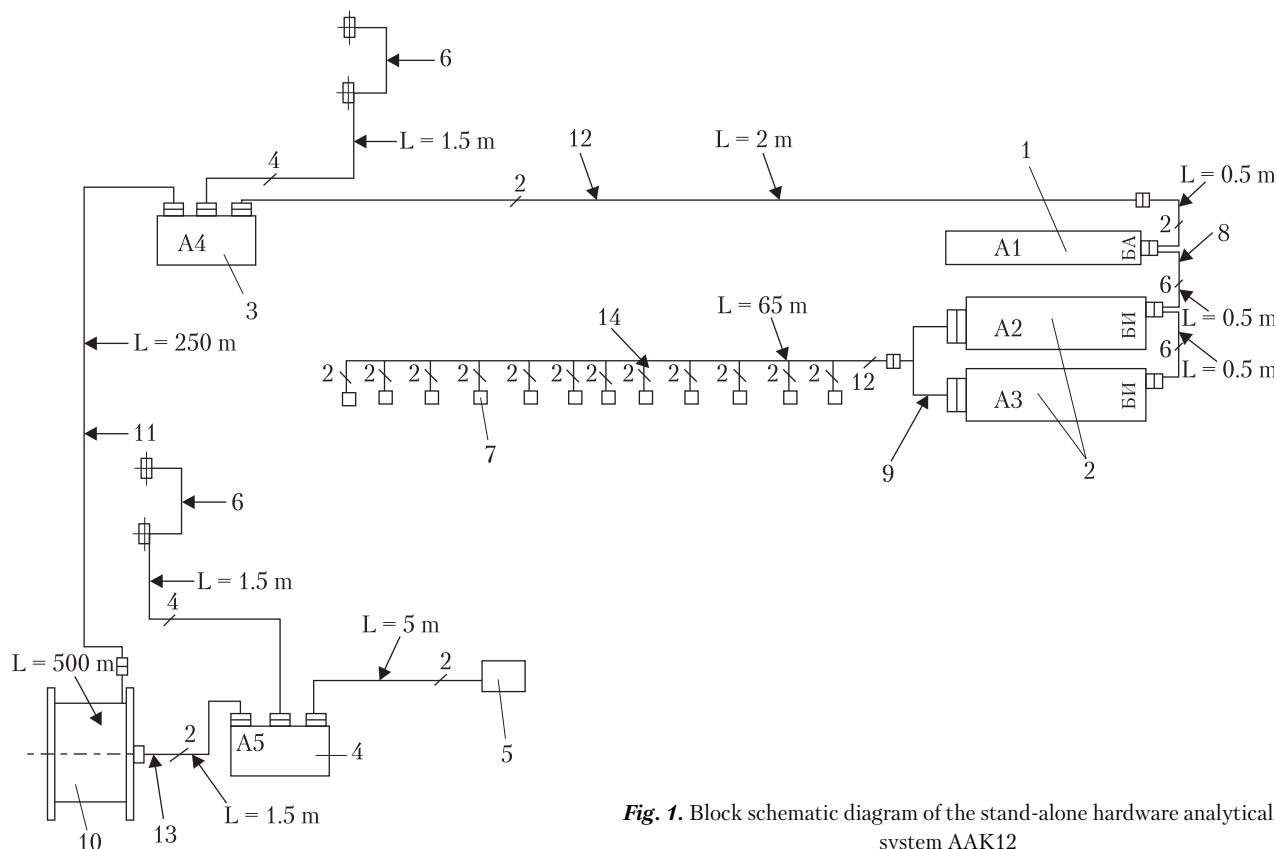 6
L = 1.5 m
12
L = 2 m
1
L = 0.5 m
4
2
2
8
A4
A1
БА
3
6
L = 0.5 m
L = 250 m
14
L = 65 m
A2
БИ
6
L = 0.5 m
2 2 2 2 2 2 2 2 2 2 2 2
12
A3
БИ
7
9
2
11
6
L = 1.5 m
4
L = 5 m
2
L = 500 m
5
A5
4
2
L = 1.5 m
10
13
Fig. 1. Block schematic diagram of the stand-alone hardware analytical
system AAK12